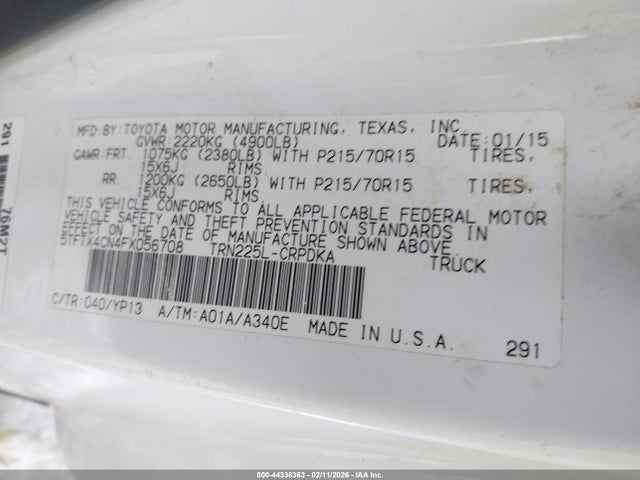 MFD.BY:TOYOTA MOTOR MANUFACTURING, TEXAS, INC.
GVWR:2220KG (4900LB) DATE:01/15
GAWR:FRT. 1075KG (2380LB) WITH P215/70R15 TIRES,
15X6J RIMS
RR. 1200KG (2650LB) WITH P215/70R15 TIRES,
15X6J RIMS
THIS VEHICLE CONFORMS TO ALL APPLICABLE FEDERAL MOTOR
VEHICLE SAFETY AND THEFT PREVENTION STANDARDS IN
EFFECT ON THE DATE OF MANUFACTURE SHOWN ABOVE
5TFTX4CN4FX056708 TRN225L-CRPDKA TRUCK
C/TR:040/YP13 A/TM:A01A/A340E MADE IN U.S.A.
291
291
76M2T
000-44338363 - 02/11/2026 - IAA Inc.